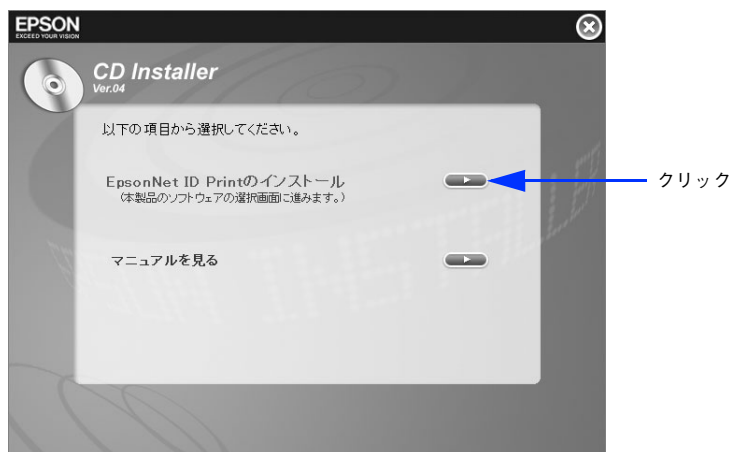 EPSON
EXCEED YOUR VISION
CD Installer
Ver.04
以下の項目から選択してください。
EpsonNet ID Printのインストール
(本製品のソフトウェアの選択画面に進みます。)
クリック
マニュアルを見る